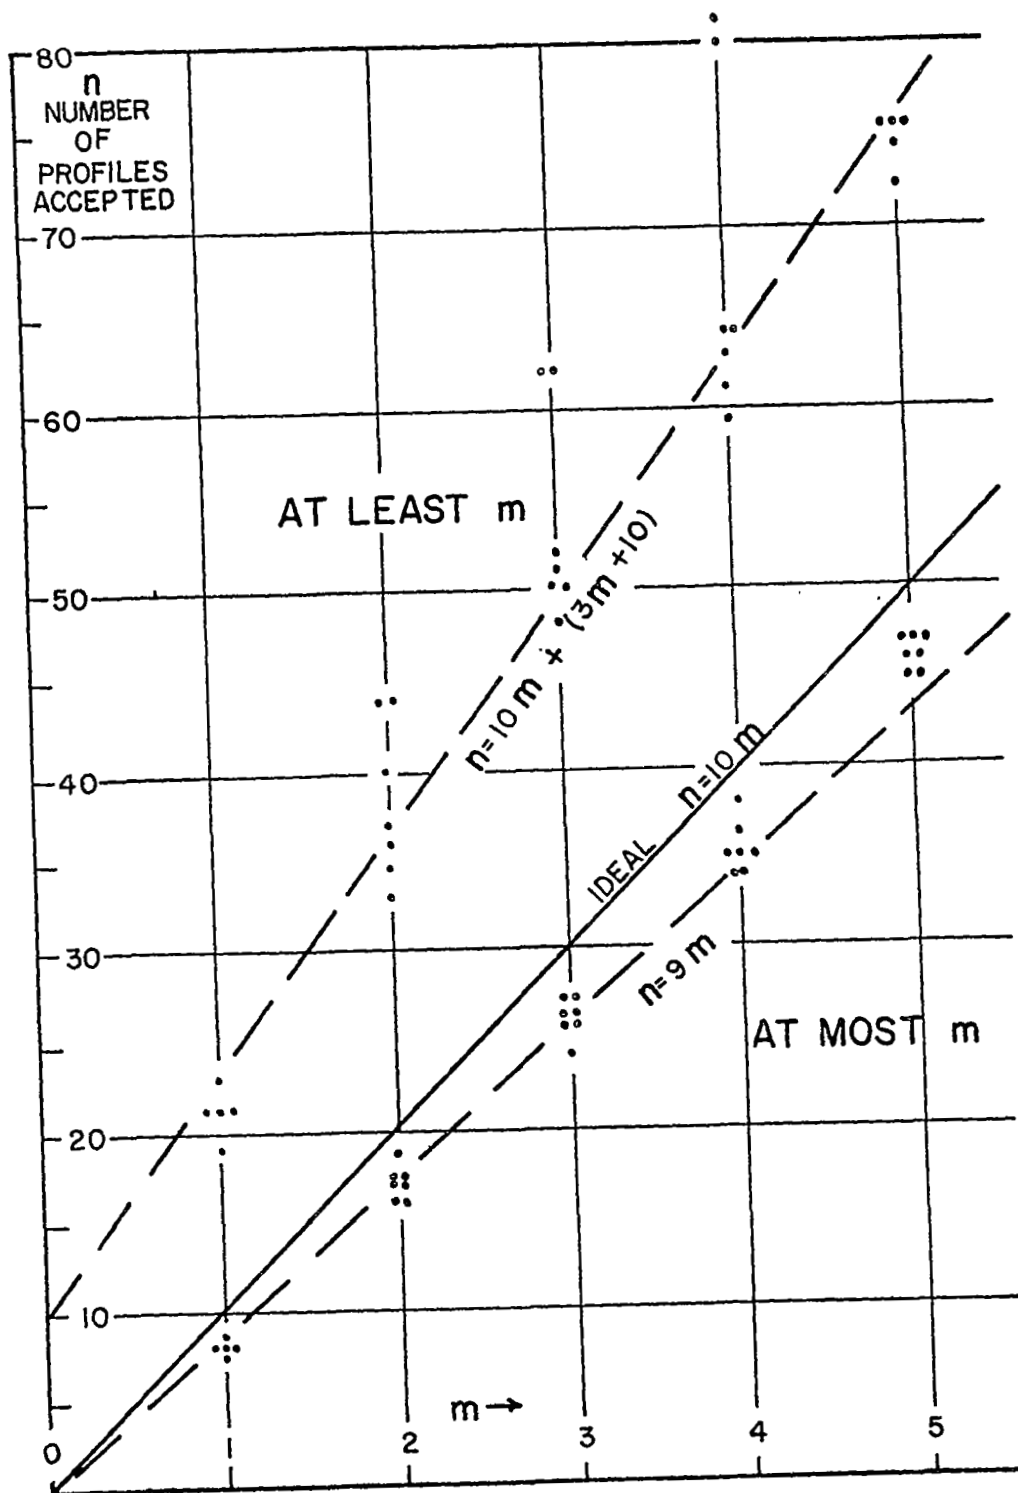 80
n
NUMBER
OF
PROFILES
ACCEPTED
70
60
AT LEAST m
50
n=10 m + (3m +10)
40
n=10 m
IDEAL
30
n=9 m
AT MOST m
20
10
m→
0
1
2
3
4
5